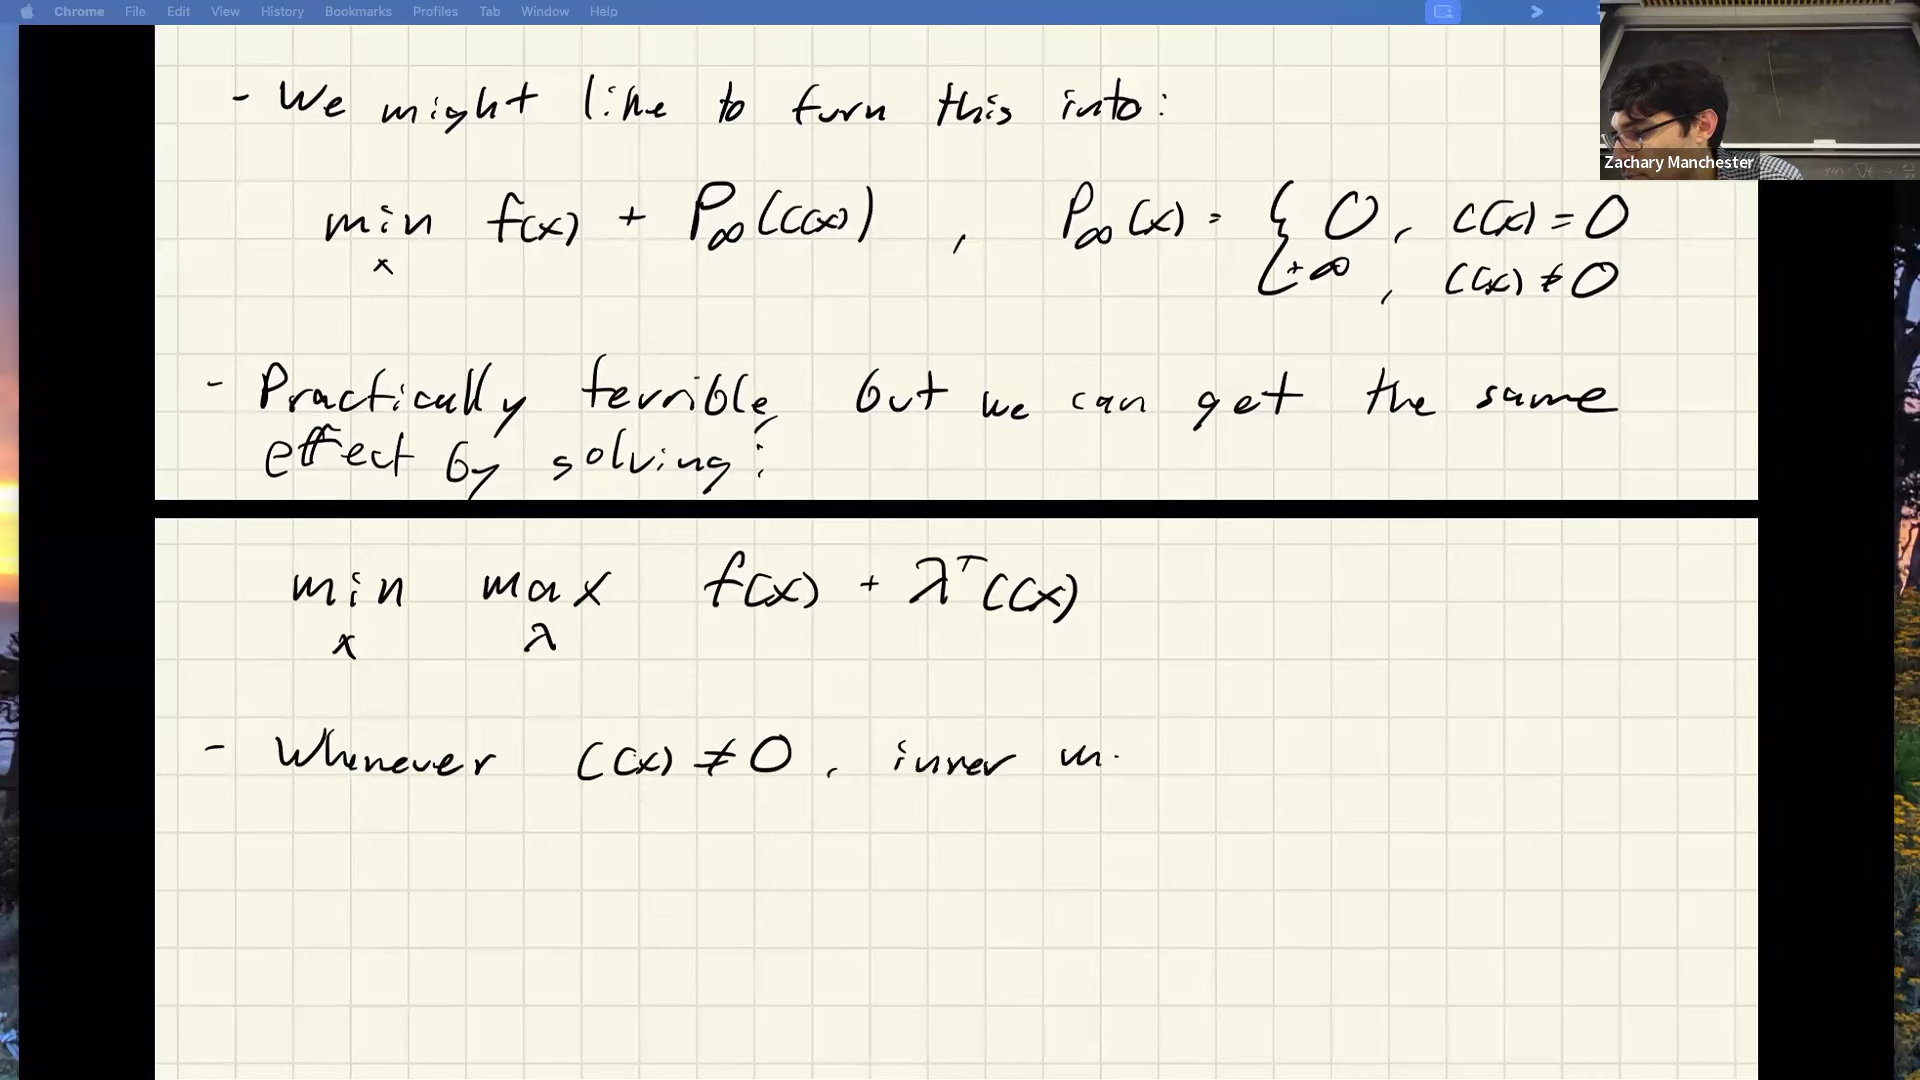 Chrome File Edit View History Bookmarks Profiles Tab Window Help
- We might like to turn this into:
min f(x) + P∞(c(x)) , P∞(x) = { 0 , c(x) = 0
x
+∞ , c(x) ≠ 0
- Practically terrible, but we can get the same
effect by solving:
min max f(x) + λᵀc(x)
x λ
- Whenever c(x) ≠ 0 , inner
Zachary Manchester